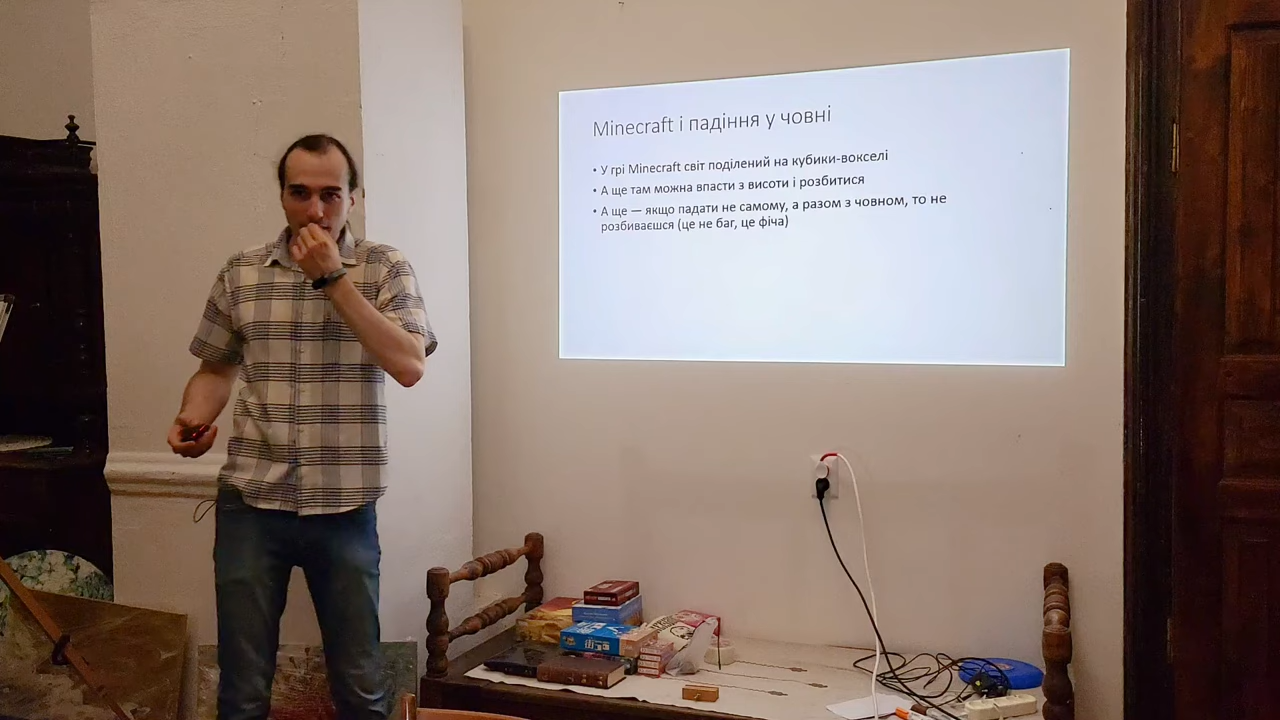 Minecraft і падіння у човні
• У грі Minecraft світ поділений на кубики-вокселі
• А ще там можна впасти з висоти і розбитися
• А ще — якщо падати не самому, а разом з човном, то не
розбиваєшся (це не баг, це фіча)